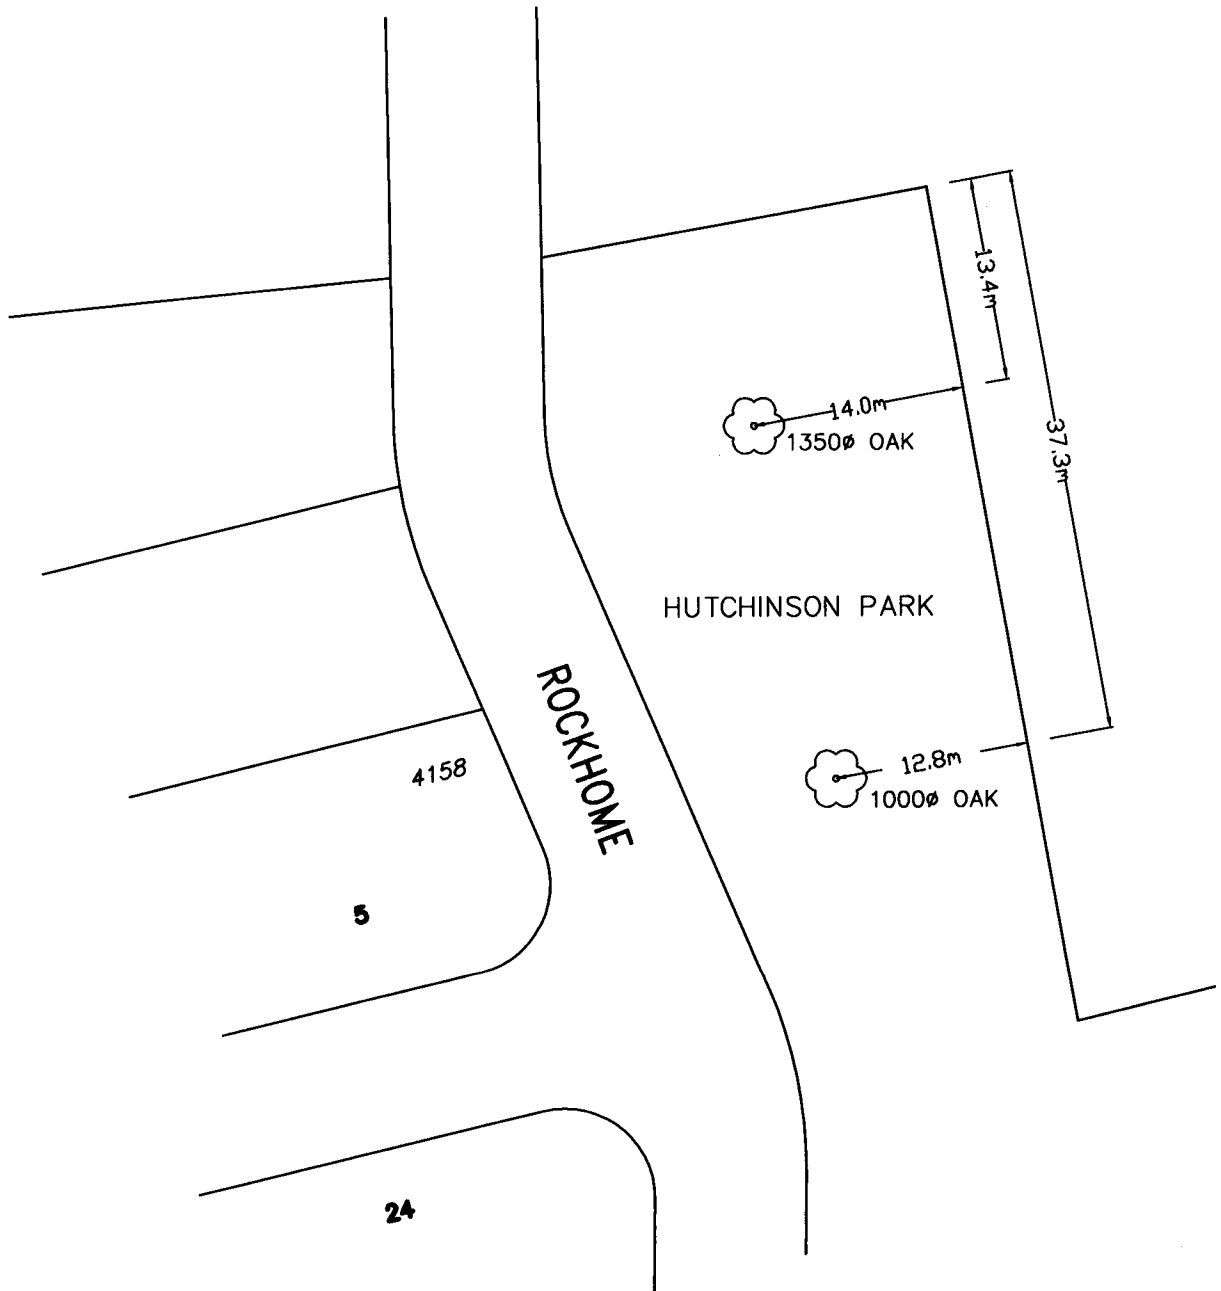 13.4m
14.0m
1350ø OAK
37.3m
HUTCHINSON PARK
ROCKHOME
12.8m
1000ø OAK
4158
5
24